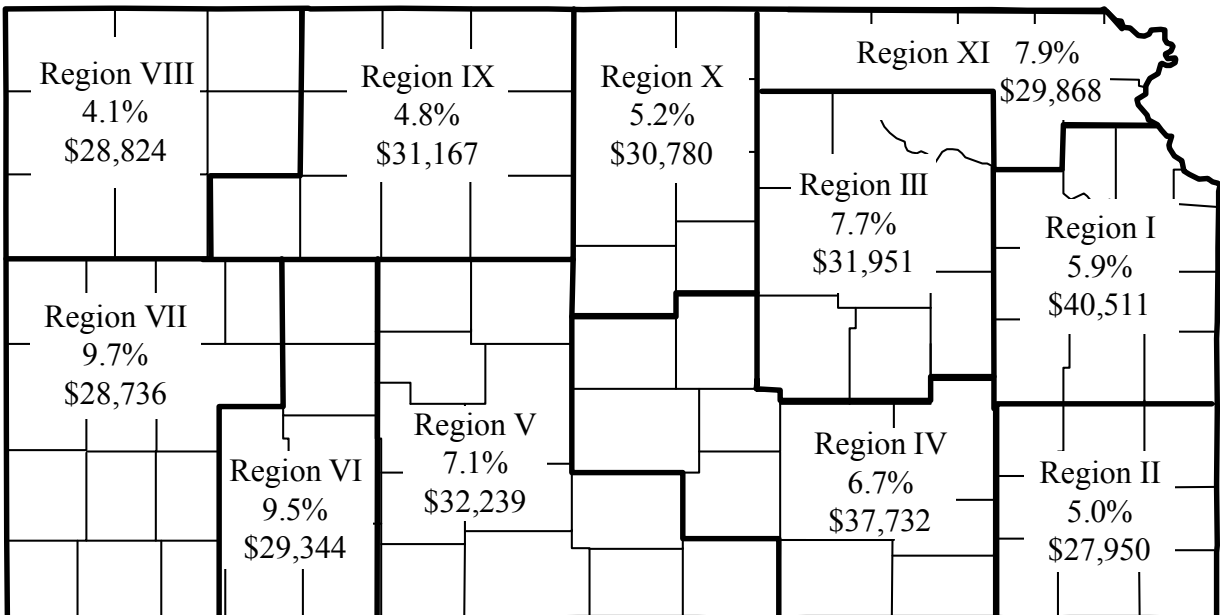 Region VIII
4.1%
$28,824
Region IX
4.8%
$31,167
Region X
5.2%
$30,780
Region XI 7.9%
$29,868
Region III
7.7%
$31,951
Region I
5.9%
$40,511
Region VII
9.7%
$28,736
Region VI
9.5%
$29,344
Region V
7.1%
$32,239
Region IV
6.7%
$37,732
Region II
5.0%
$27,950